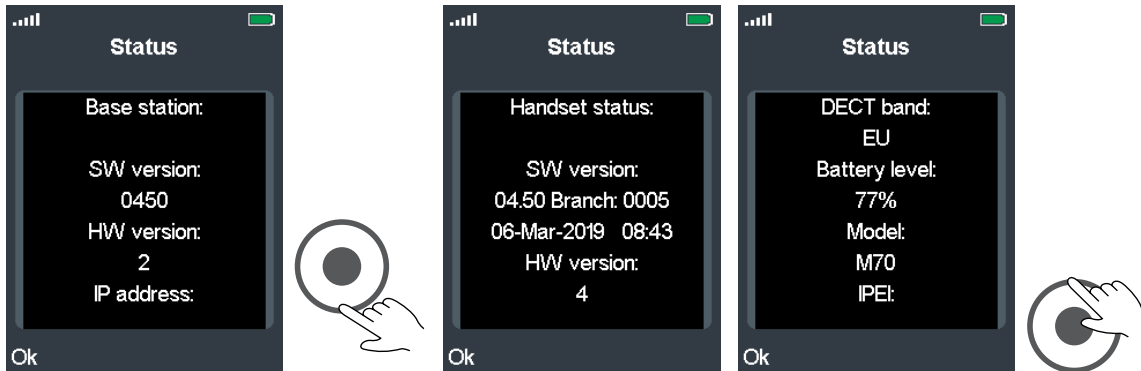 Status
Base station:
SW version:
0450
HW version:
2
IP address:
Ok
Status
Handset status:
SW version:
04.50 Branch: 0005
06-Mar-2019 08:43
HW version:
4
Ok
Status
DECT band:
EU
Battery level:
77%
Model:
M70
IPEI:
Ok